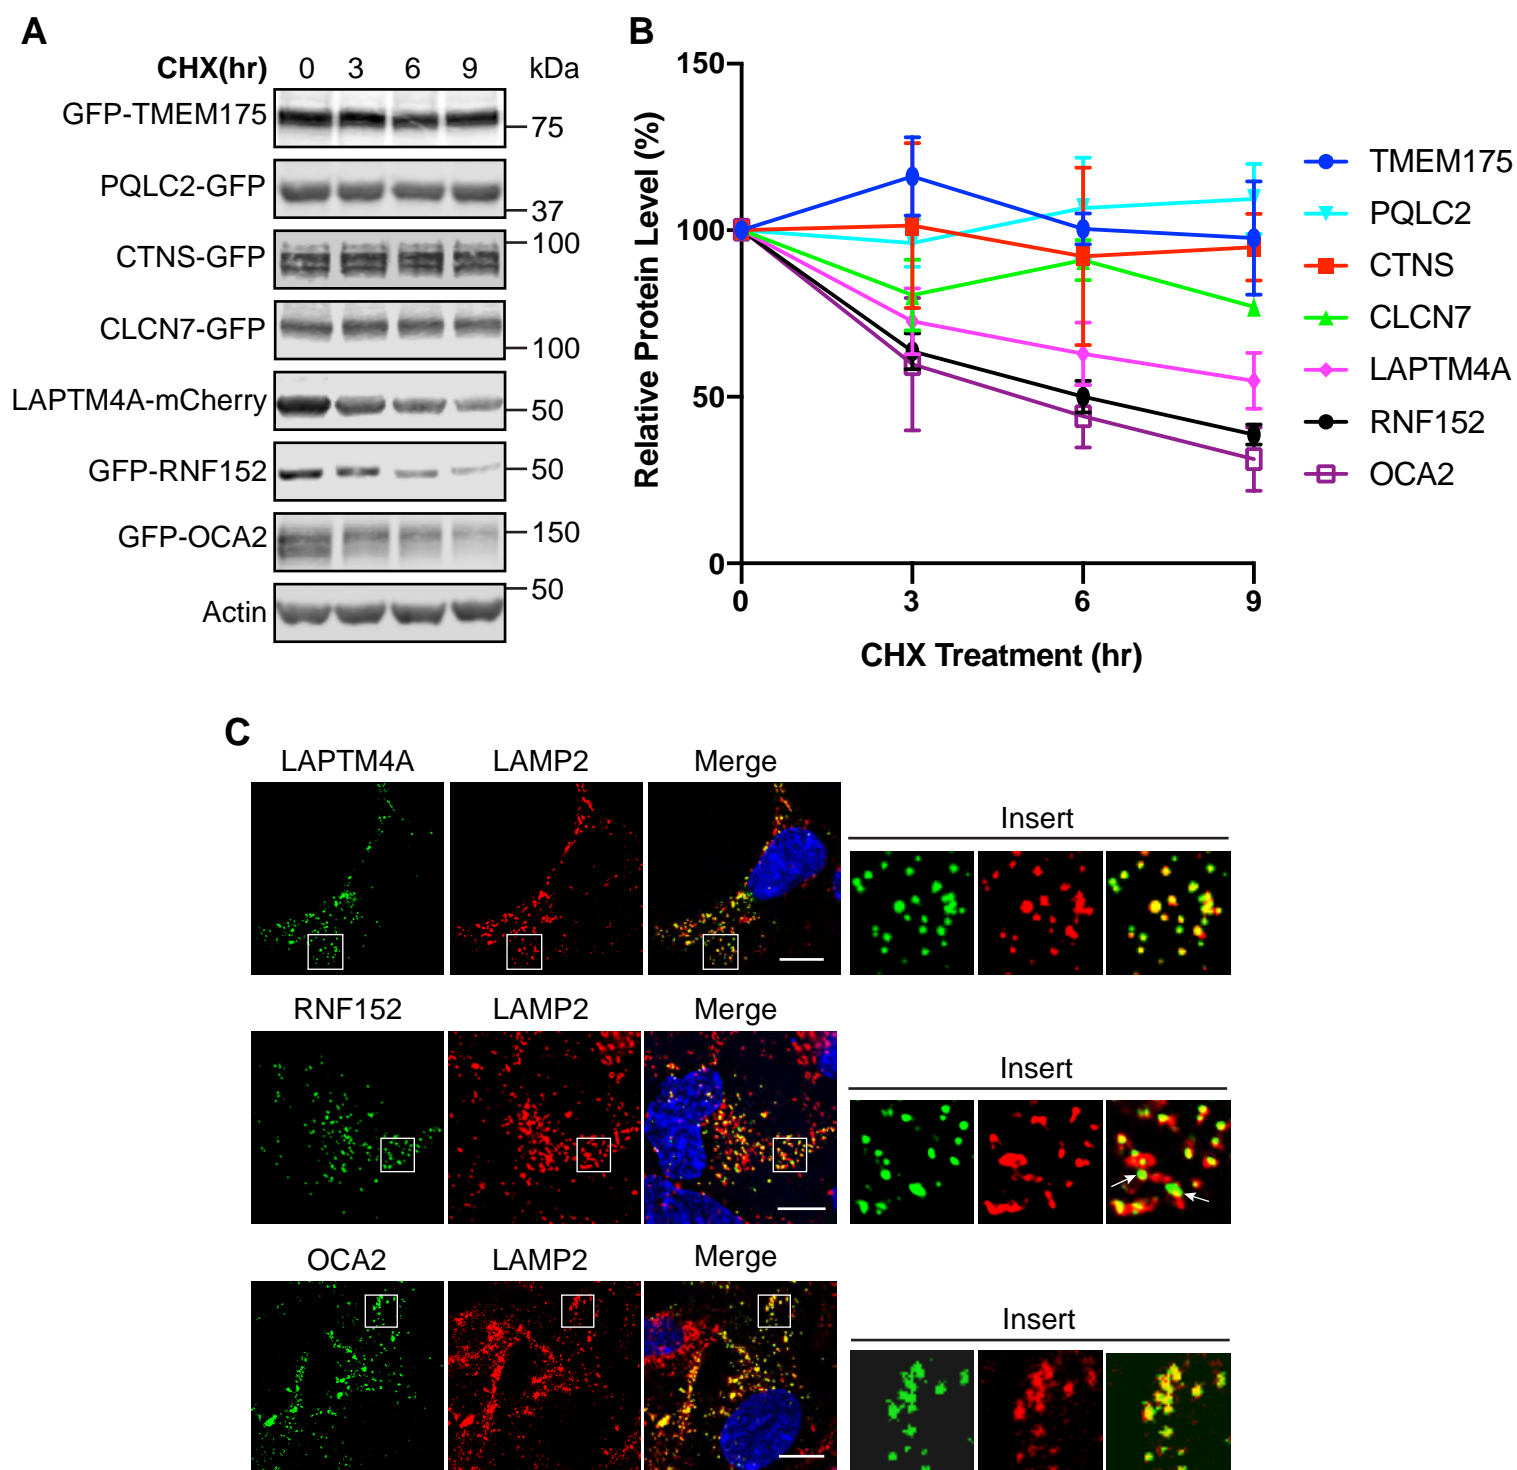 A
CHX(hr) 0 3 6 9 kDa
GFP-TMEM175
75
PQLC2-GFP
37
CTNS-GFP
100
CLCN7-GFP
100
LAPTM4A-mCherry
50
GFP-RNF152
50
GFP-OCA2
150
Actin
50
B
Relative Protein Level (%)
150
100
50
0
0 3 6 9
CHX Treatment (hr)
TMEM175
PQLC2
CTNS
CLCN7
LAPTM4A
RNF152
OCA2
C
LAPTM4A LAMP2 Merge
Insert
RNF152 LAMP2 Merge
Insert
OCA2 LAMP2 Merge
Insert